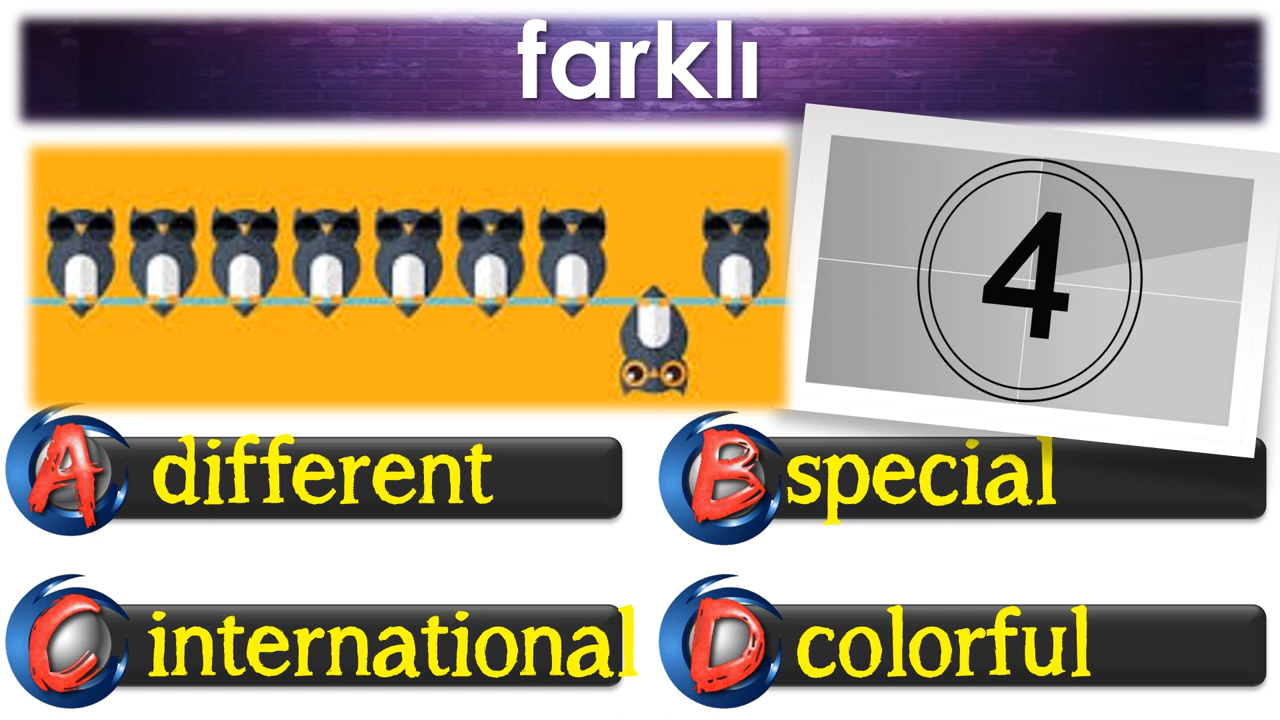 farklı
4
A different
B special
C international
D colorful